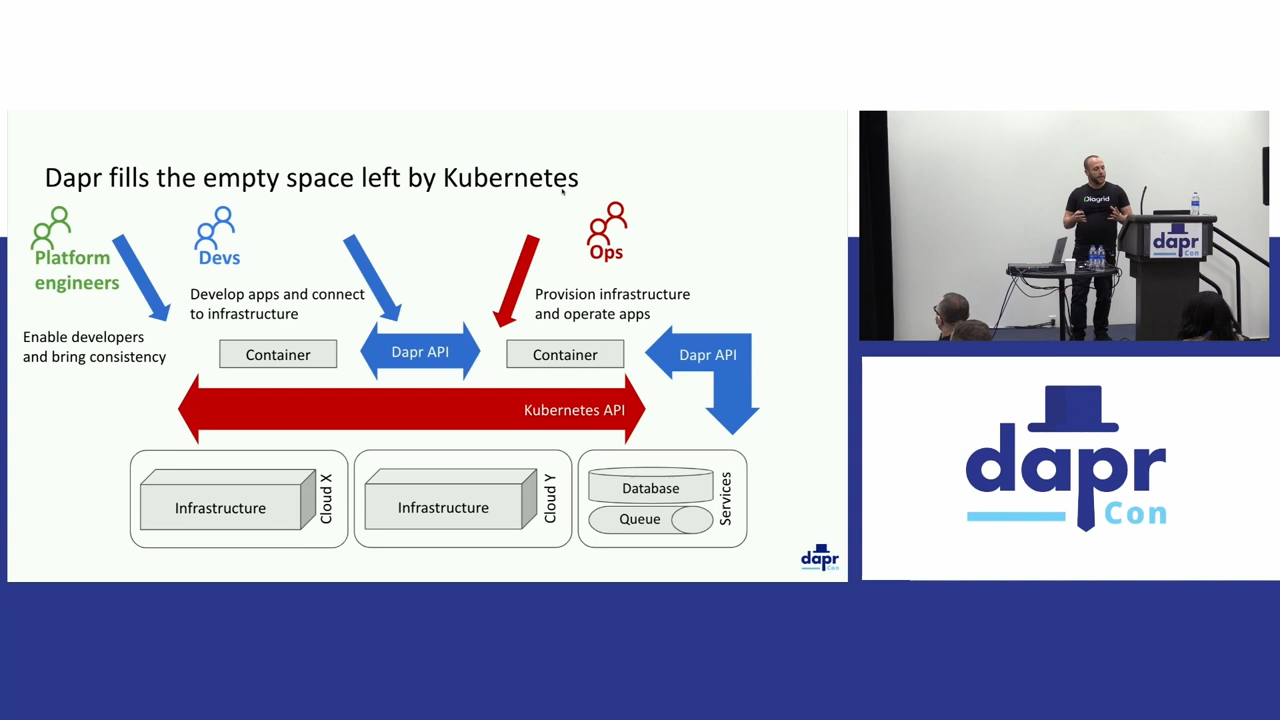 Dapr fills the empty space left by Kubernetes
Platform
engineers
Devs
Ops
Enable developers
and bring consistency
Develop apps and connect
to infrastructure
Provision infrastructure
and operate apps
Container
Dapr API
Container
Dapr API
Kubernetes API
Infrastructure
Cloud X
Infrastructure
Cloud Y
Database
Queue
Services
dapr
Con
Diagrid
dapr
Con
dapr
Con